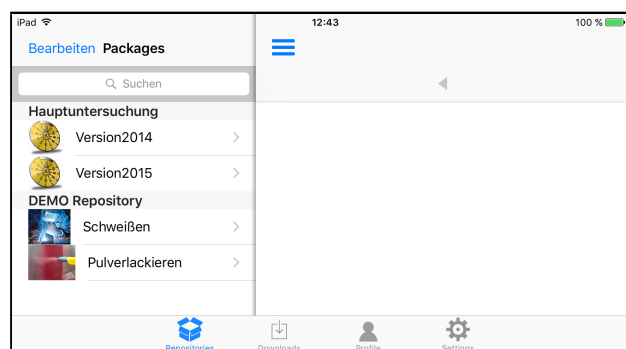 iPad 12:43 100 %
Bearbeiten Packages
Suchen
Hauptuntersuchung
Version2014
Version2015
DEMO Repository
Schweißen
Pulverlackieren
Repositories Downloads Profile Settings